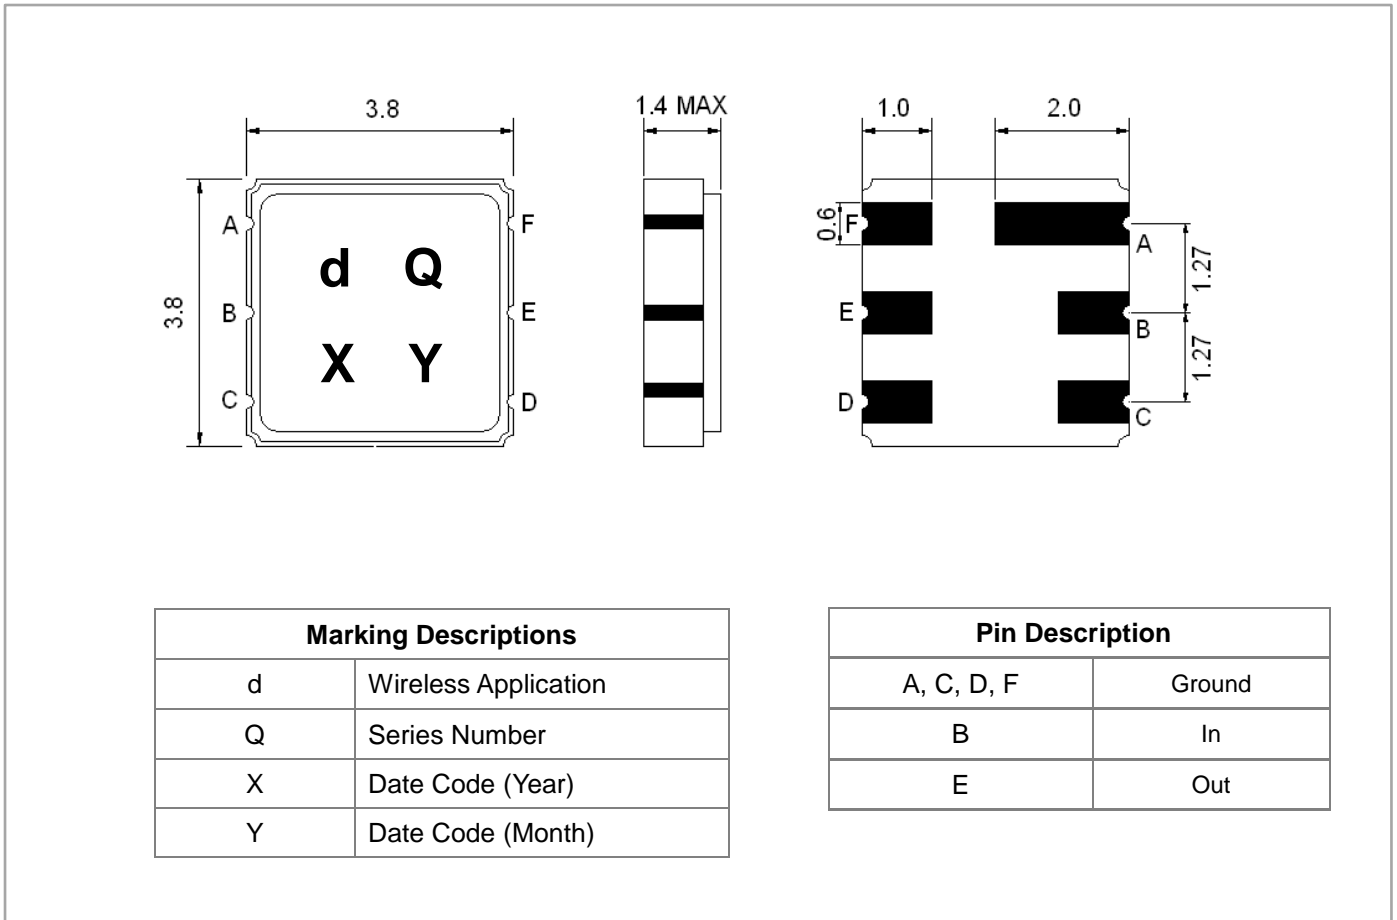 3.8
1.4 MAX
1.0
2.0
3.8
A
B
C
F
E
D
d Q
X Y
0.6
F
E
D
A
B
C
1.27
1.27
Marking Descriptions
d Wireless Application
Q Series Number
X Date Code (Year)
Y Date Code (Month)
Pin Description
A, C, D, F Ground
B In
E Out